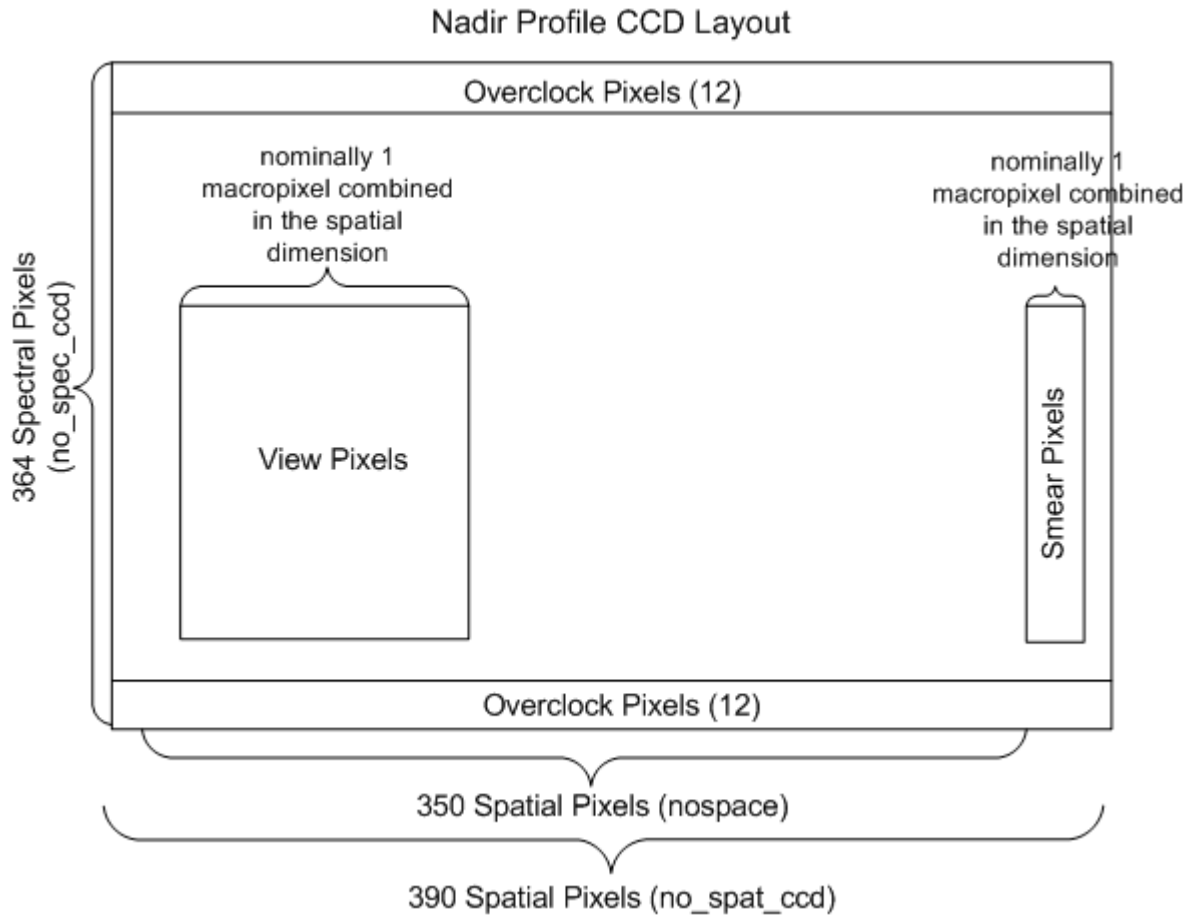 Nadir Profile CCD Layout
Overclock Pixels (12)
nominally 1
macropixel combined
in the spatial
dimension
nominally 1
macropixel combined
in the spatial
dimension
364 Spectral Pixels
(no_spec_ccd)
View Pixels
Smear Pixels
Overclock Pixels (12)
350 Spatial Pixels (nospace)
390 Spatial Pixels (no_spat_ccd)